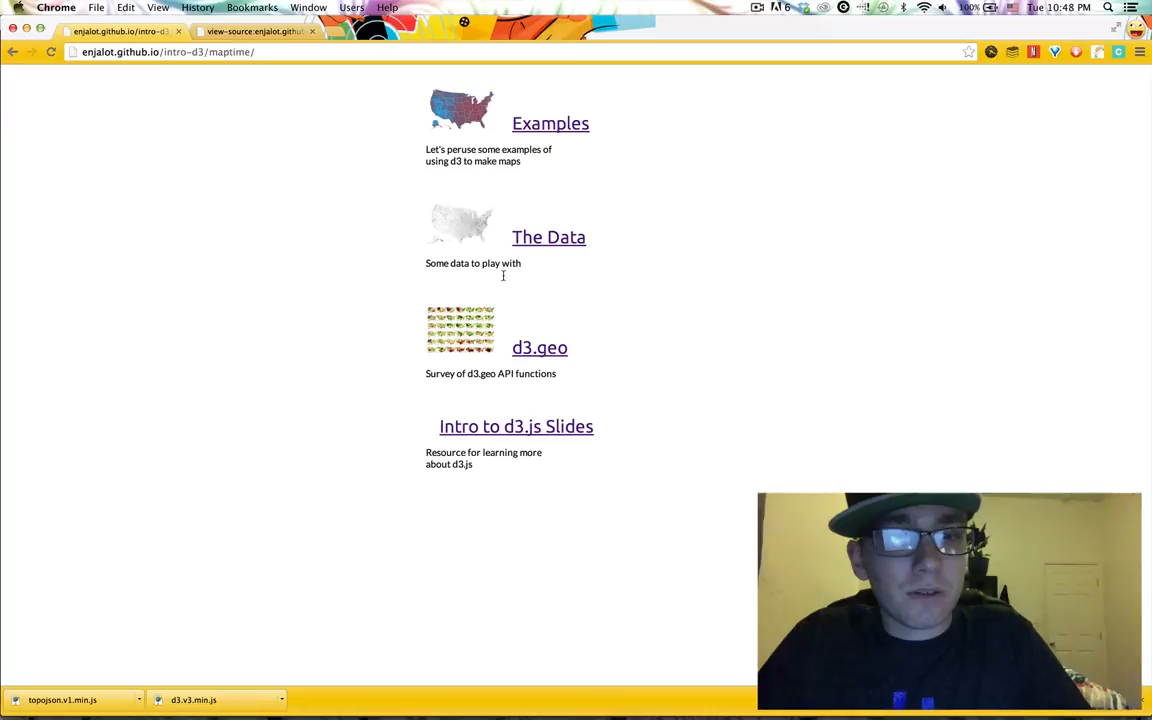 Chrome File Edit View History Bookmarks Window Users Help
6
100%
Tue 10:48 PM
enjalot.github.io/intro-d3
view-source:enjalot.github
enjalot.github.io/intro-d3/maptime/
Examples
Let's peruse some examples of
using d3 to make maps
The Data
Some data to play with
d3.geo
Survey of d3.geo API functions
Intro to d3.js Slides
Resource for learning more
about d3.js
topojson.v1.min.js
d3.v3.min.js